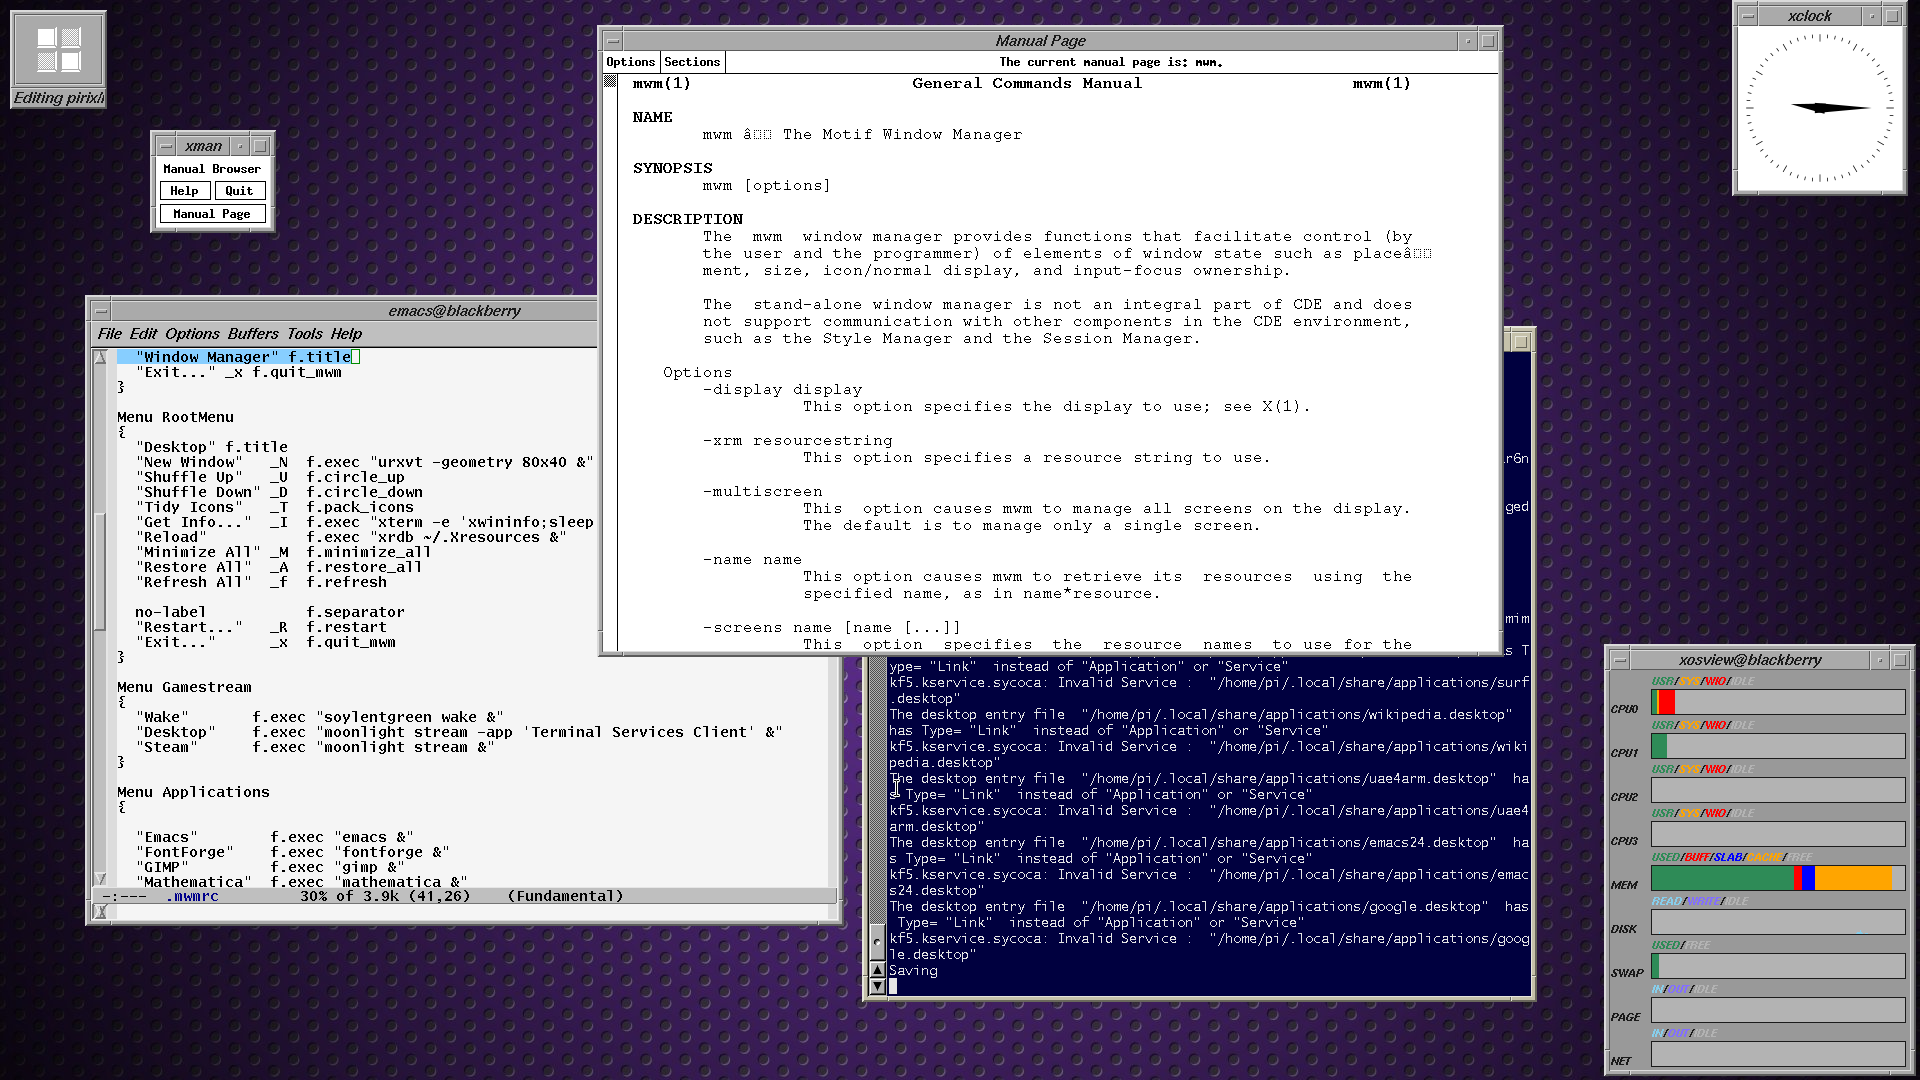 Editing pirix/i
xman
Manual Browser
Help Quit
Manual Page
Manual Page
Options Sections The current manual page is: mwm.
mwm(1) General Commands Manual mwm(1)
NAME
mwm â The Motif Window Manager
SYNOPSIS
mwm [options]
DESCRIPTION
The mwm window manager provides functions that facilitate control (by
the user and the programmer) of elements of window state such as placeâ
ment, size, icon/normal display, and input-focus ownership.
The stand-alone window manager is not an integral part of CDE and does
not support communication with other components in the CDE environment,
such as the Style Manager and the Session Manager.
Options
-display display
This option specifies the display to use; see X(1).
-xrm resourcestring
This option specifies a resource string to use.
-multiscreen
This option causes mwm to manage all screens on the display.
The default is to manage only a single screen.
-name name
This option causes mwm to retrieve its resources using the
specified name, as in name*resource.
-screens name [name [...]]
This option specifies the resource names to use for the
xclock
emacs@blackberry
File Edit Options Buffers Tools Help
"Window Manager" f.title
"Exit..." _x f.quit_mwm
}
Menu RootMenu
{
"Desktop" f.title
"New Window" _N f.exec "urxvt -geometry 80x40 &"
"Shuffle Up" _U f.circle_up
"Shuffle Down" _D f.circle_down
"Tidy Icons" _T f.pack_icons
"Get Info..." _I f.exec "xterm -e 'xwininfo;sleep
"Reload" f.exec "xrdb ~/.Xresources &"
"Minimize All" _M f.minimize_all
"Restore All" _A f.restore_all
"Refresh All" _f f.refresh
no-label f.separator
"Restart..." _R f.restart
"Exit..." _x f.quit_mwm
}
Menu Gamestream
{
"Wake" f.exec "soylentgreen wake &"
"Desktop" f.exec "moonlight stream -app 'Terminal Services Client' &"
"Steam" f.exec "moonlight stream &"
}
Menu Applications
{
"Emacs" f.exec "emacs &"
"FontForge" f.exec "fontforge &"
"GIMP" f.exec "gimp &"
"Mathematica" f.exec "mathematica &"
-:--- .mwmrc 30% of 3.9k (41,26) (Fundamental)
r6n
ged
mim
s T
ype= "Link" instead of "Application" or "Service"
kf5.kservice.sycoca: Invalid Service : "/home/pi/.local/share/applications/surf
.desktop"
The desktop entry file "/home/pi/.local/share/applications/wikipedia.desktop"
has Type= "Link" instead of "Application" or "Service"
kf5.kservice.sycoca: Invalid Service : "/home/pi/.local/share/applications/wiki
pedia.desktop"
The desktop entry file "/home/pi/.local/share/applications/uae4arm.desktop" ha
s Type= "Link" instead of "Application" or "Service"
kf5.kservice.sycoca: Invalid Service : "/home/pi/.local/share/applications/uae4
arm.desktop"
The desktop entry file "/home/pi/.local/share/applications/emacs24.desktop" ha
s Type= "Link" instead of "Application" or "Service"
kf5.kservice.sycoca: Invalid Service : "/home/pi/.local/share/applications/emac
s24.desktop"
The desktop entry file "/home/pi/.local/share/applications/google.desktop" has
Type= "Link" instead of "Application" or "Service"
kf5.kservice.sycoca: Invalid Service : "/home/pi/.local/share/applications/goog
le.desktop"
Saving
xosview@blackberry
USR/SYS/WIO/IDLE
CPU0
USR/SYS/WIO/IDLE
CPU1
USR/SYS/WIO/IDLE
CPU2
USR/SYS/WIO/IDLE
CPU3
USED/BUFF/SLAB/CACHE/FREE
MEM
READ/WRITE/IDLE
DISK
USED/FREE
SWAP
IN/OUT/IDLE
PAGE
IN/OUT/IDLE
NET